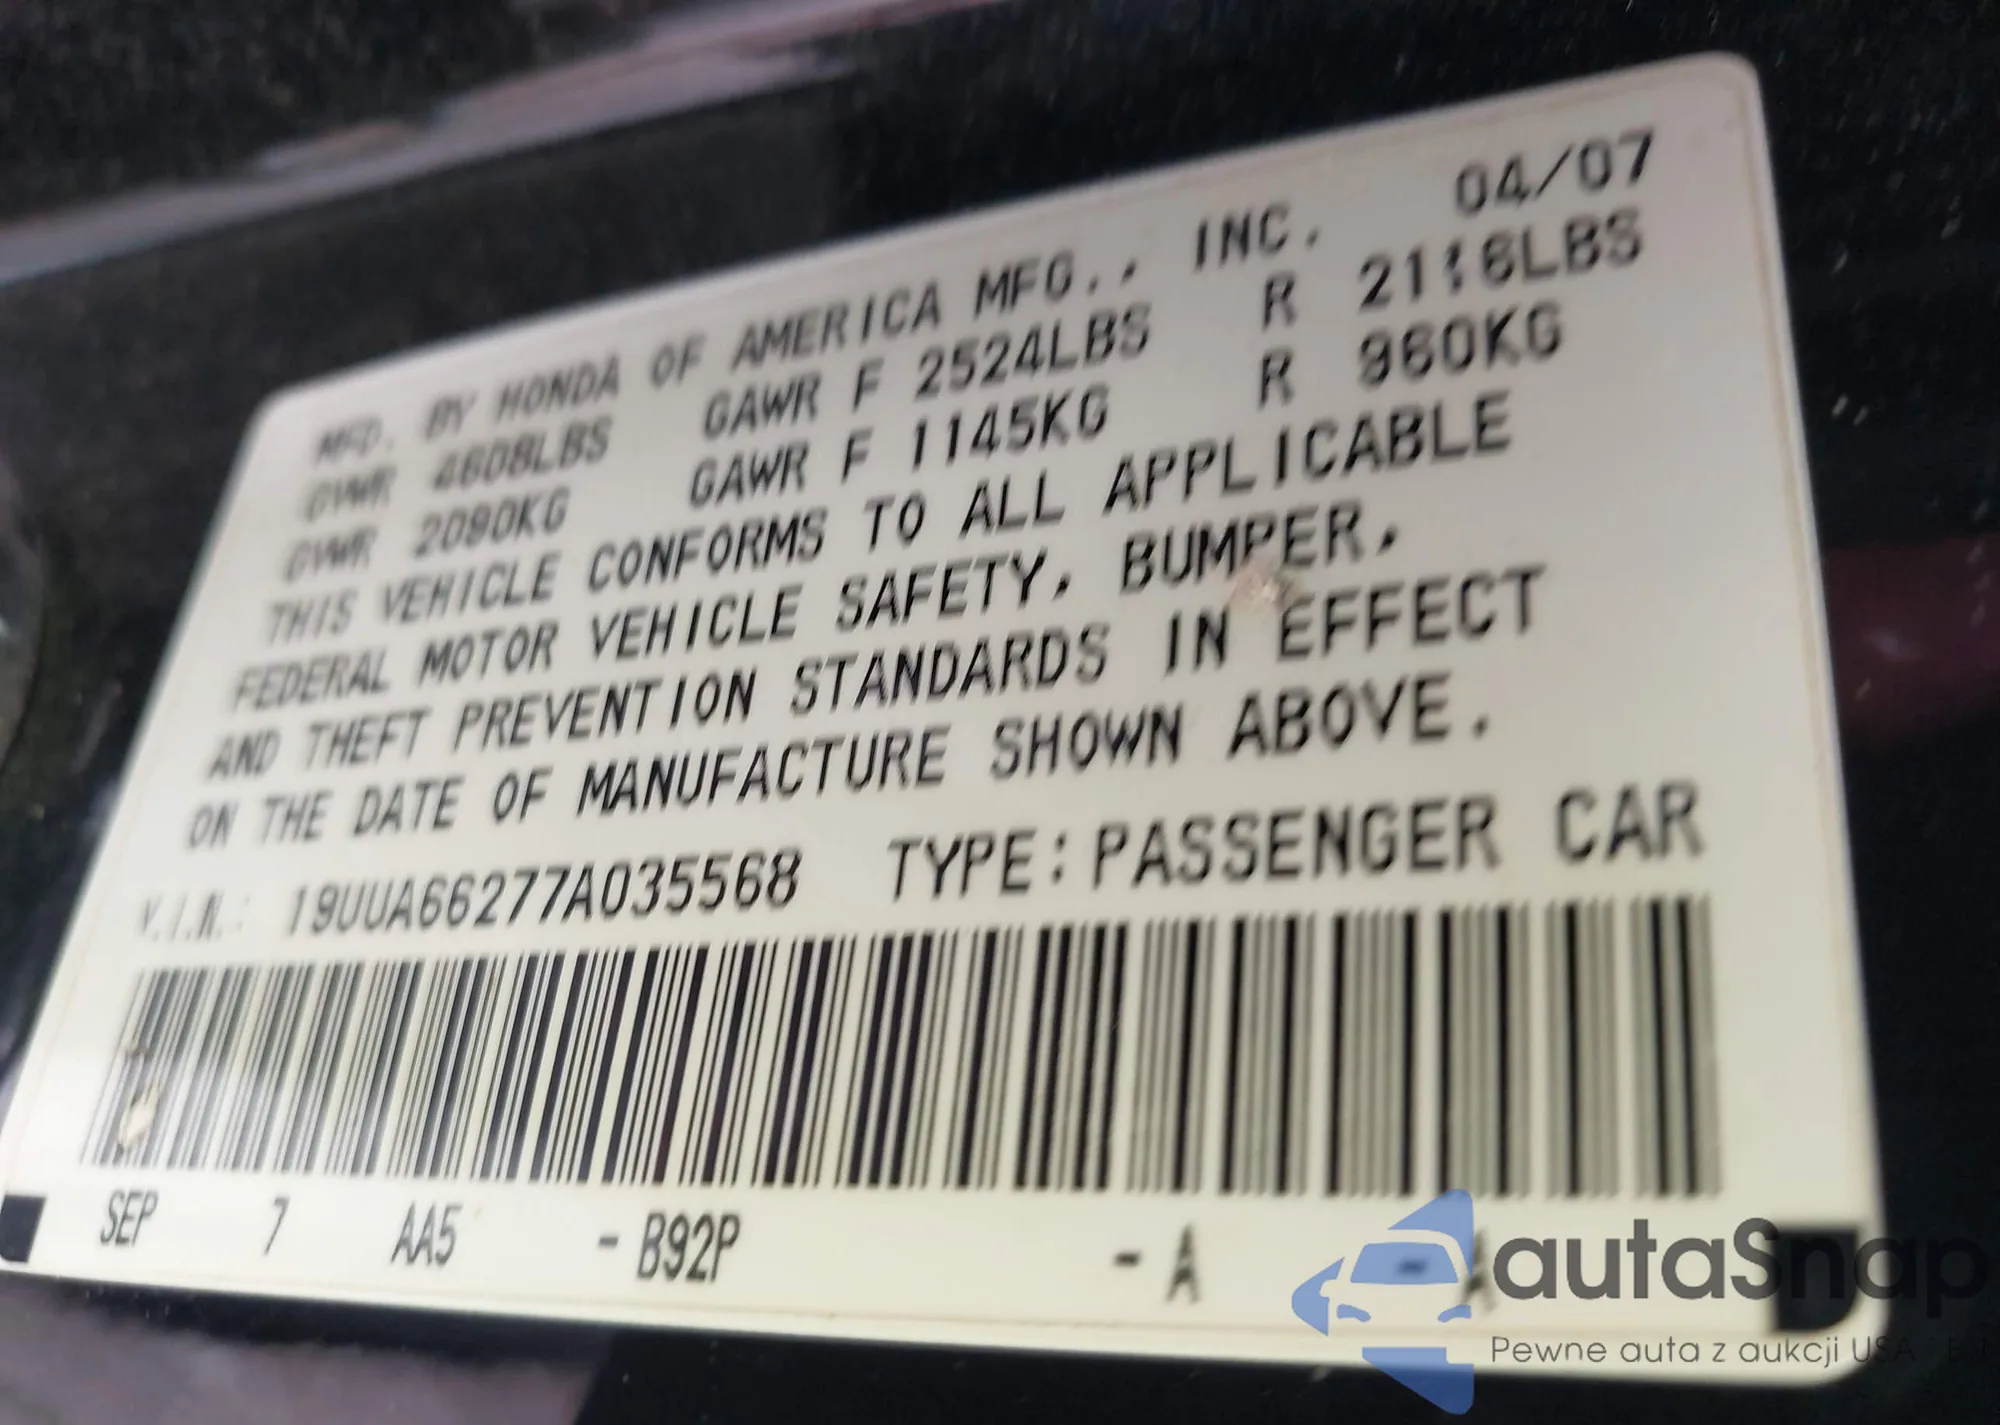 MFD. BY HONDA OF AMERICA MFG., INC. 04/07
GVWR 4608LBS GAWR F 2524LBS R 2116LBS
GVWR 2090KG GAWR F 1145KG R 960KG
THIS VEHICLE CONFORMS TO ALL APPLICABLE
FEDERAL MOTOR VEHICLE SAFETY, BUMPER,
AND THEFT PREVENTION STANDARDS IN EFFECT
ON THE DATE OF MANUFACTURE SHOWN ABOVE.
V.I.N.: 19UUA66277A035568 TYPE: PASSENGER CAR
SEP 7 AA5 - B92P - A - A
autaSnap
Pewne auta z aukcji USA